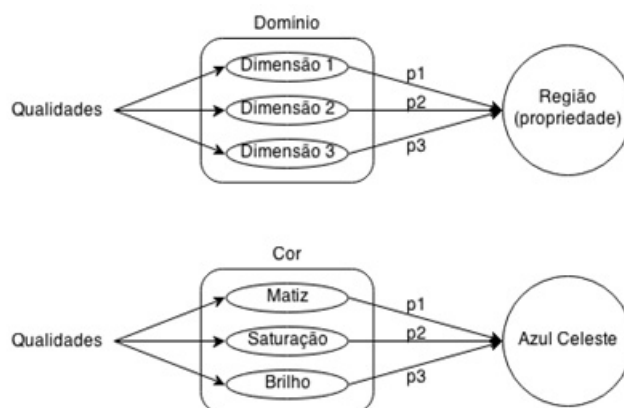 Domínio
Qualidades
Dimensão 1
Dimensão 2
Dimensão 3
p1
p2
p3
Região
(propriedade)
Cor
Qualidades
Matiz
Saturação
Brilho
p1
p2
p3
Azul Celeste